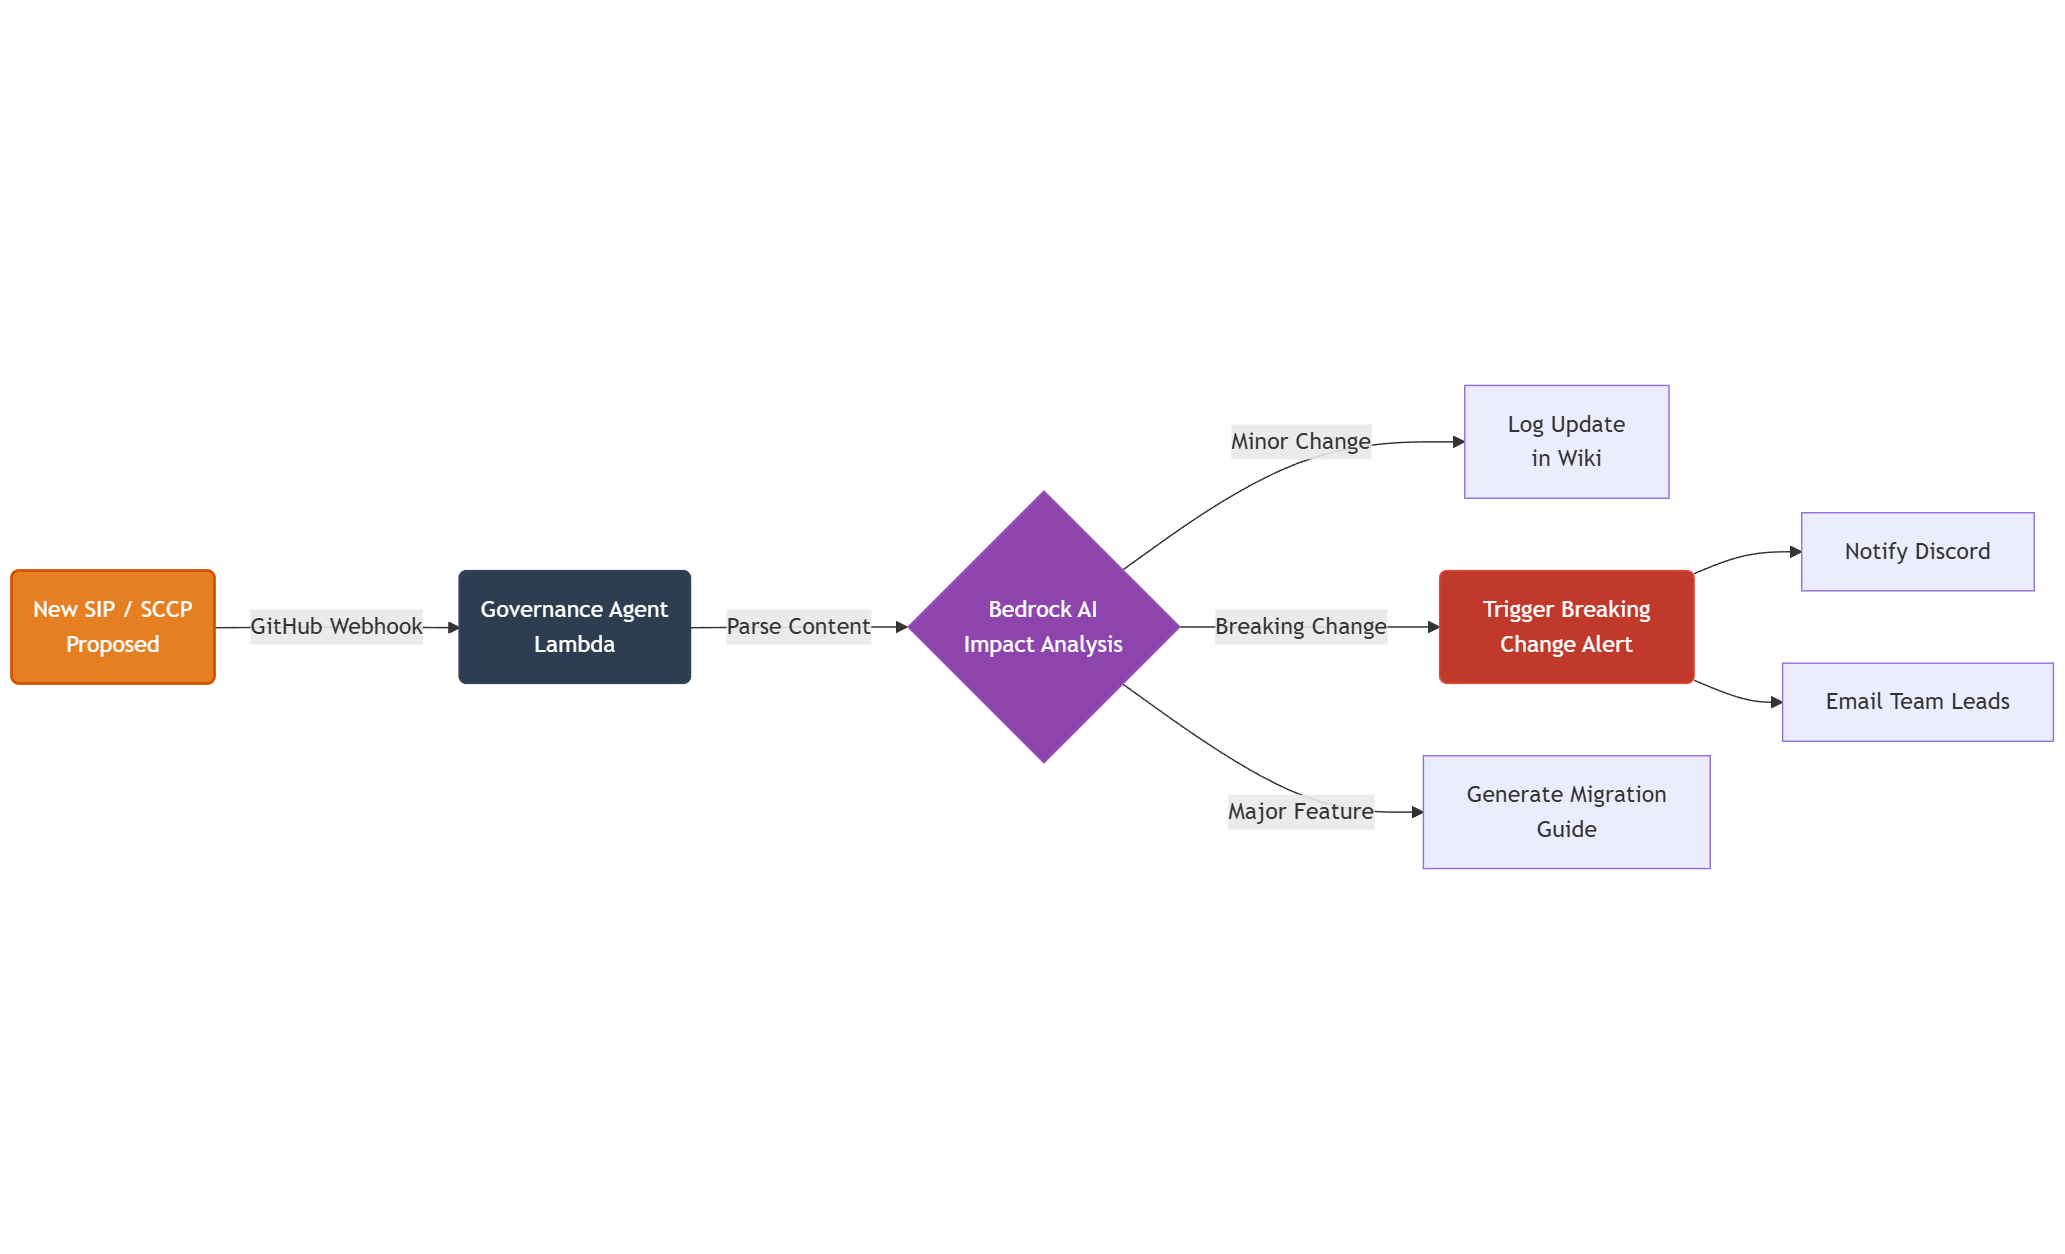 New SIP / SCCP
Proposed
GitHub Webhook
Governance Agent
Lambda
Parse Content
Bedrock AI
Impact Analysis
Minor Change
Breaking Change
Major Feature
Log Update
in Wiki
Trigger Breaking
Change Alert
Generate Migration
Guide
Notify Discord
Email Team Leads